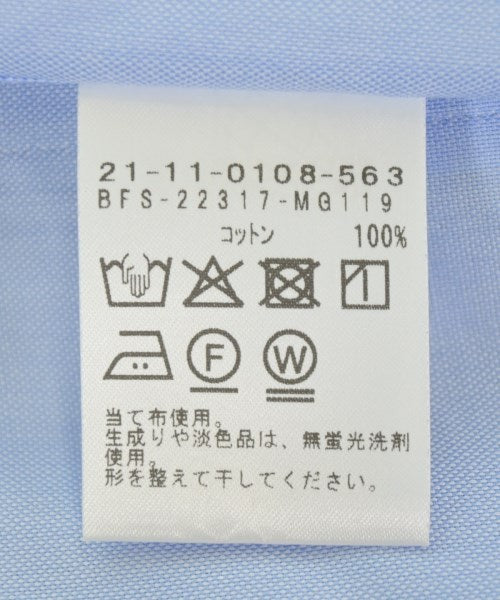 21-11-0108-563
BFS-22317-MG119
コットン 100%
F W
当て布使用。
生成りや淡色品は、無蛍光洗剤
使用。
形を整えて干してください。